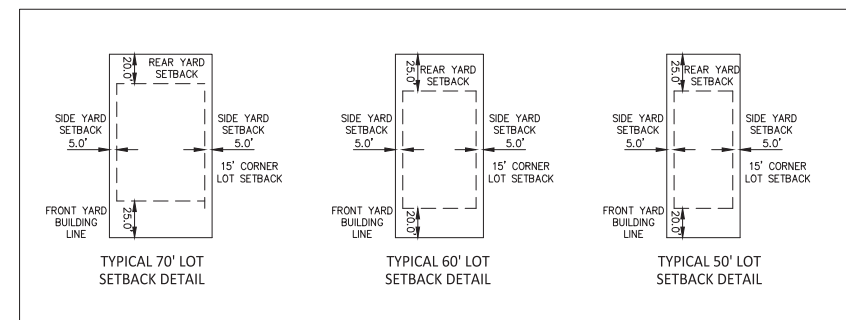 20.0'
REAR YARD
SETBACK
SIDE YARD
SETBACK
5.0'
SIDE YARD
SETBACK
5.0'
15' CORNER
LOT SETBACK
FRONT YARD
BUILDING
LINE
25.0'
TYPICAL 70' LOT
SETBACK DETAIL
25.0'
REAR YARD
SETBACK
SIDE YARD
SETBACK
5.0'
SIDE YARD
SETBACK
5.0'
15' CORNER
LOT SETBACK
FRONT YARD
BUILDING
LINE
20.0'
TYPICAL 60' LOT
SETBACK DETAIL
25.0'
REAR YARD
SETBACK
SIDE YARD
SETBACK
5.0'
SIDE YARD
SETBACK
5.0'
15' CORNER
LOT SETBACK
FRONT YARD
BUILDING
LINE
20.0'
TYPICAL 50' LOT
SETBACK DETAIL